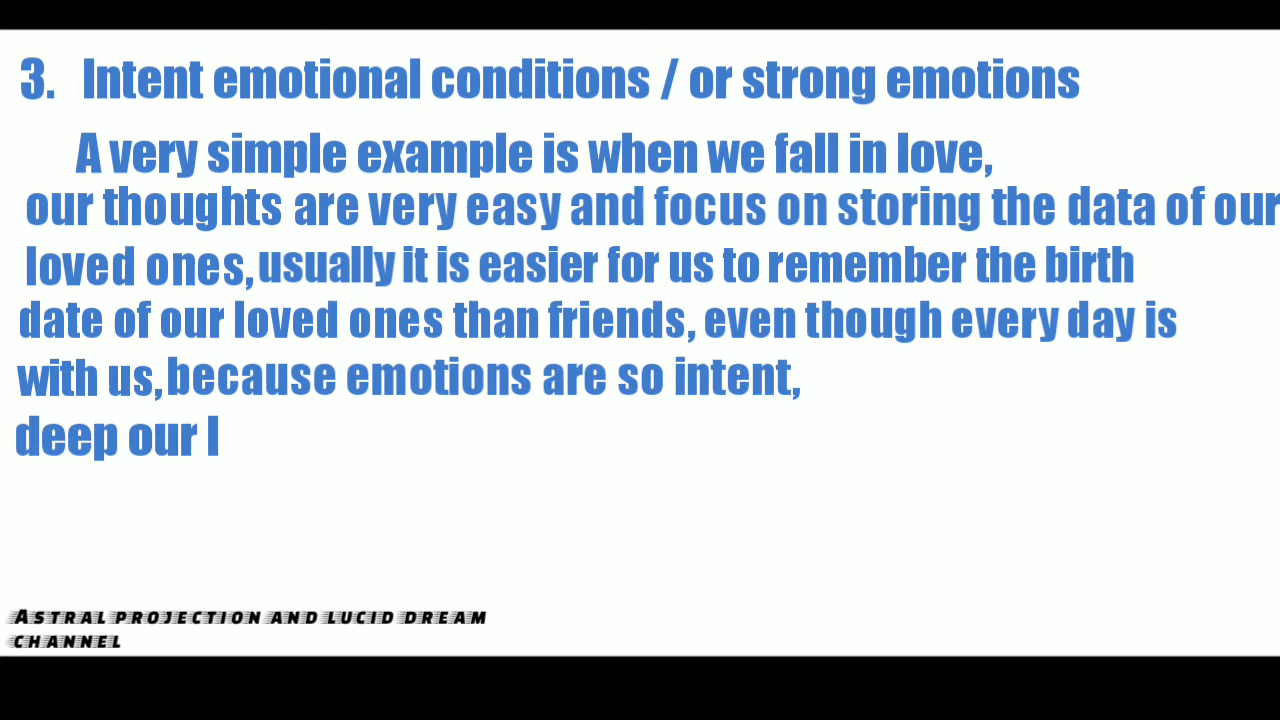 3. Intent emotional conditions / or strong emotions
A very simple example is when we fall in love,
our thoughts are very easy and focus on storing the data of our
loved ones, usually it is easier for us to remember the birth
date of our loved ones than friends, even though every day is
with us, because emotions are so intent,
deep our l
Astral projection and lucid dream
channel